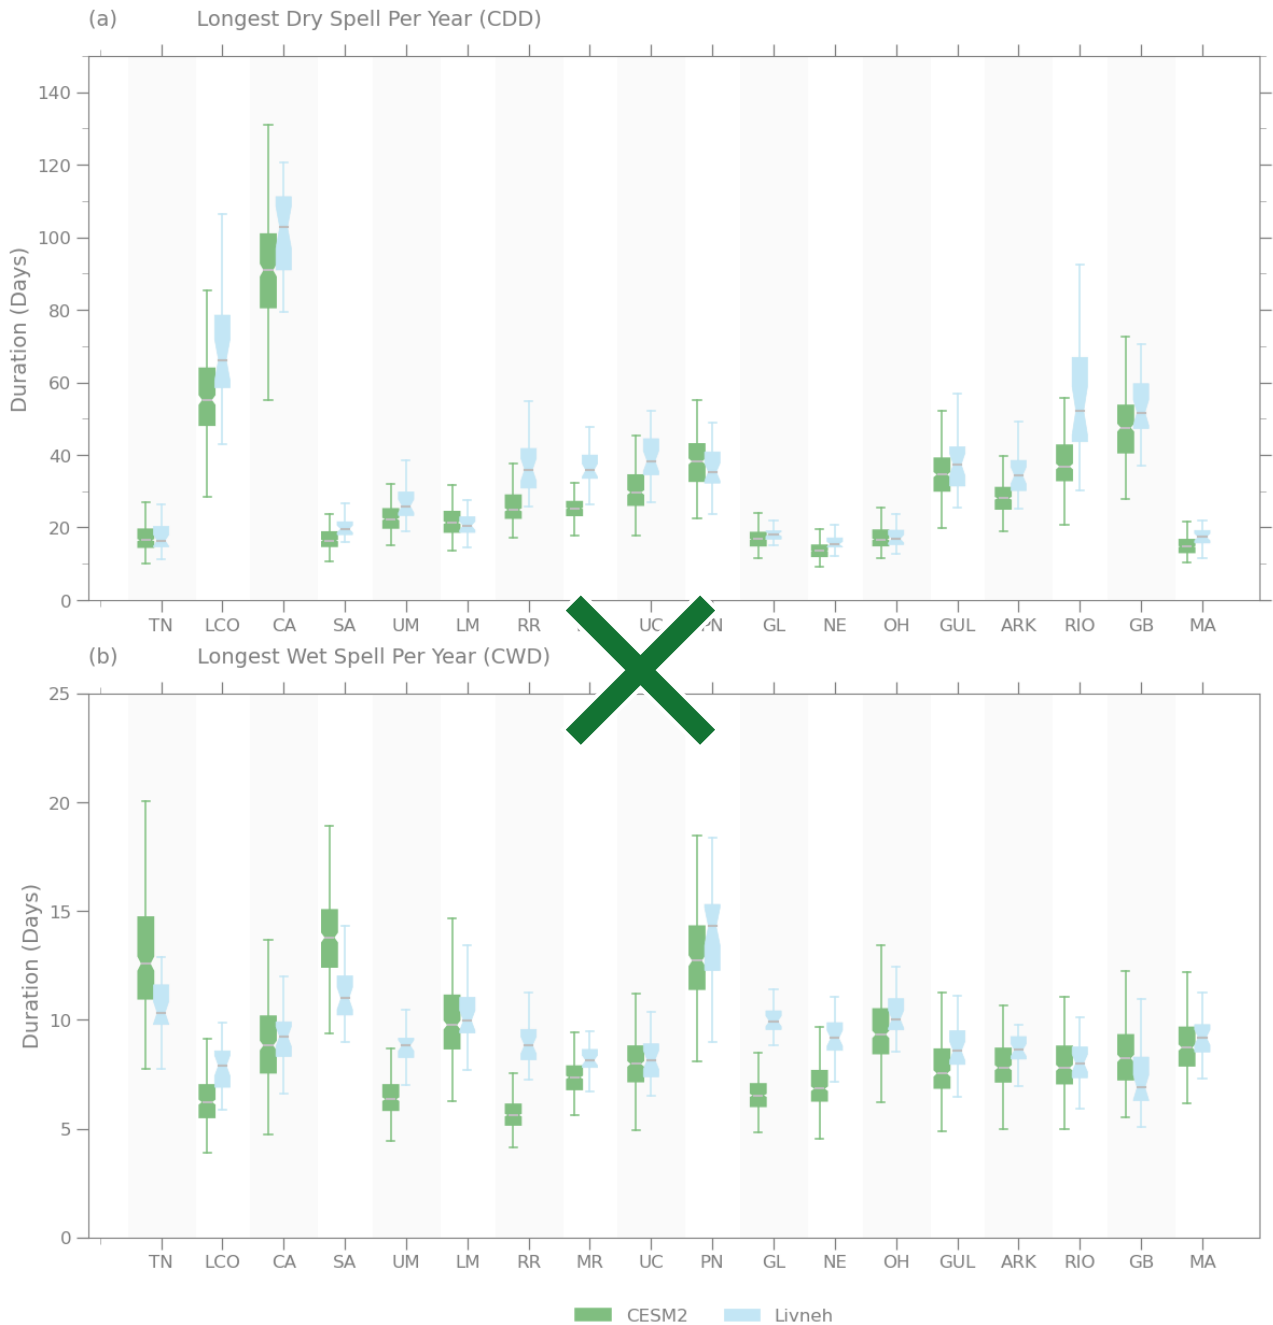 (a) Longest Dry Spell Per Year (CDD)
140
120
100
80
60
40
20
0
Duration (Days)
TN LCO CA SA UM LM RR UC PN GL NE OH GUL ARK RIO GB MA
(b) Longest Wet Spell Per Year (CWD)
25
20
15
10
5
0
Duration (Days)
TN LCO CA SA UM LM RR MR UC PN GL NE OH GUL ARK RIO GB MA
CESM2 Livneh